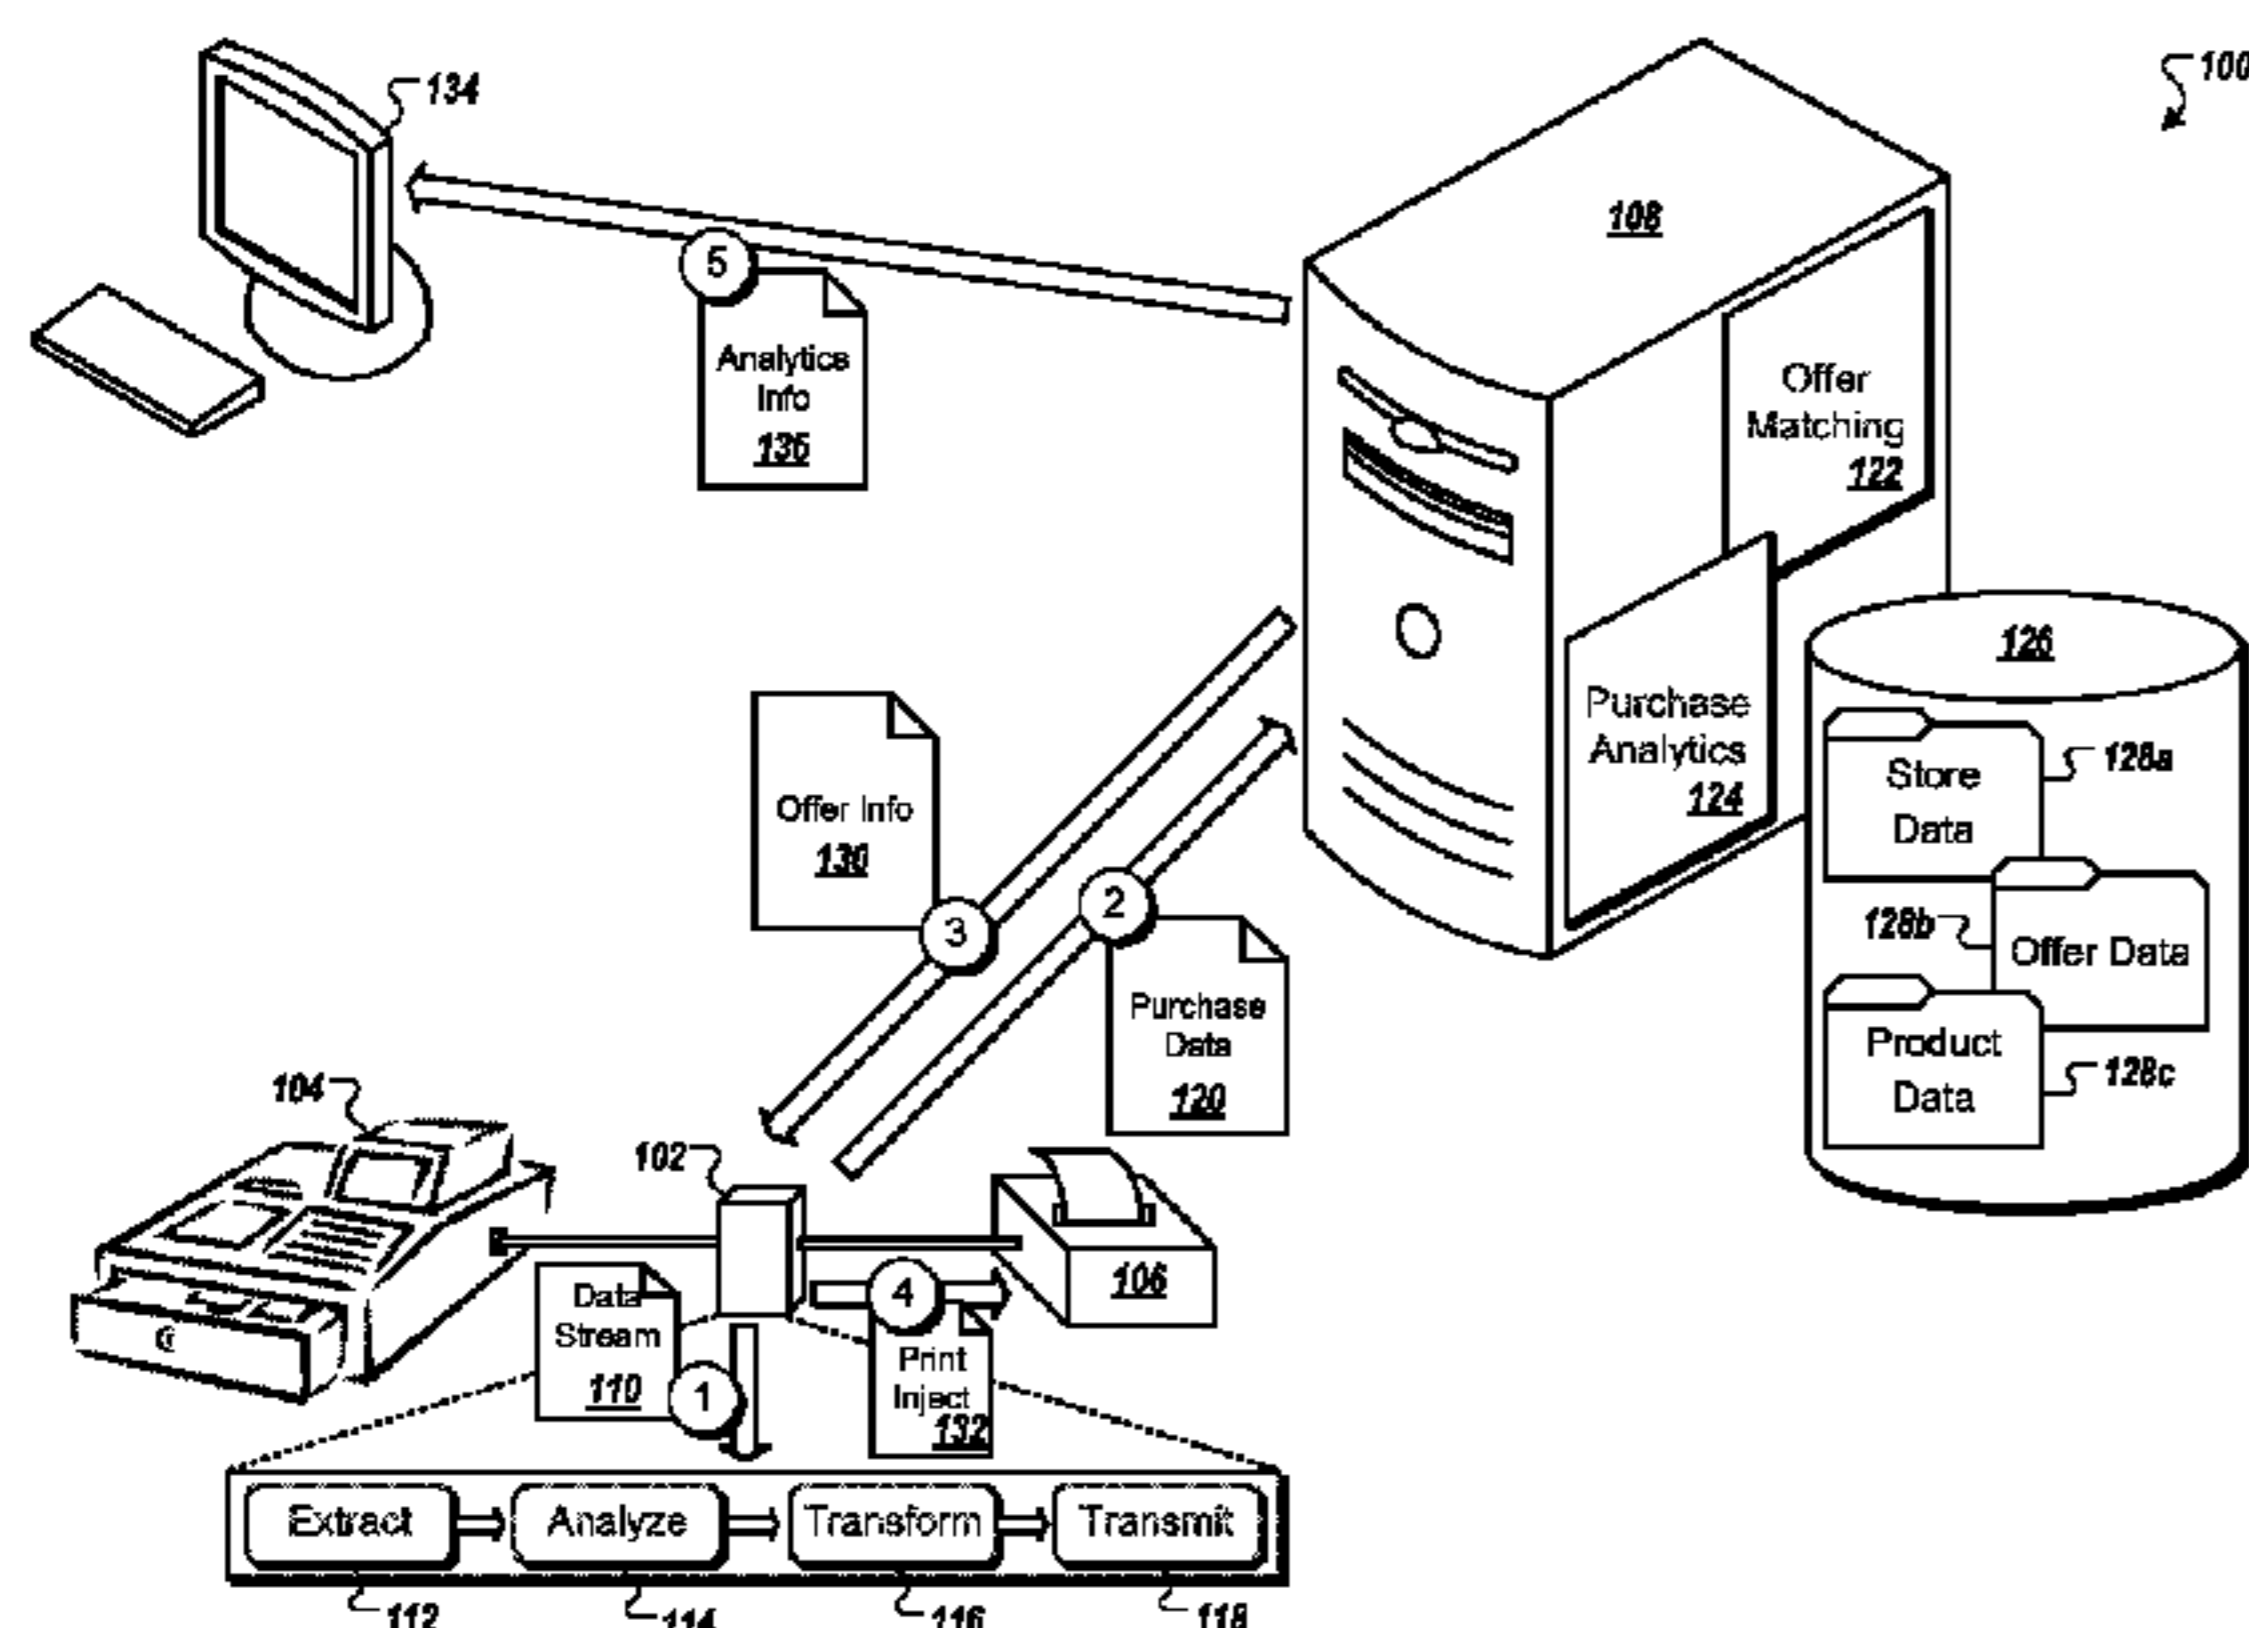 134
100
108
5
Analytics
Info
136
Offer
Matching
122
126
Purchase
Analytics
124
Store
Data
128a
Offer Info
130
3
2
128b
Offer Data
Purchase
Data
120
Product
Data
128c
104
102
106
Data
Stream
110
1
4
Print
Inject
132
Extract
Analyze
Transform
Transmit
112
114
116
118